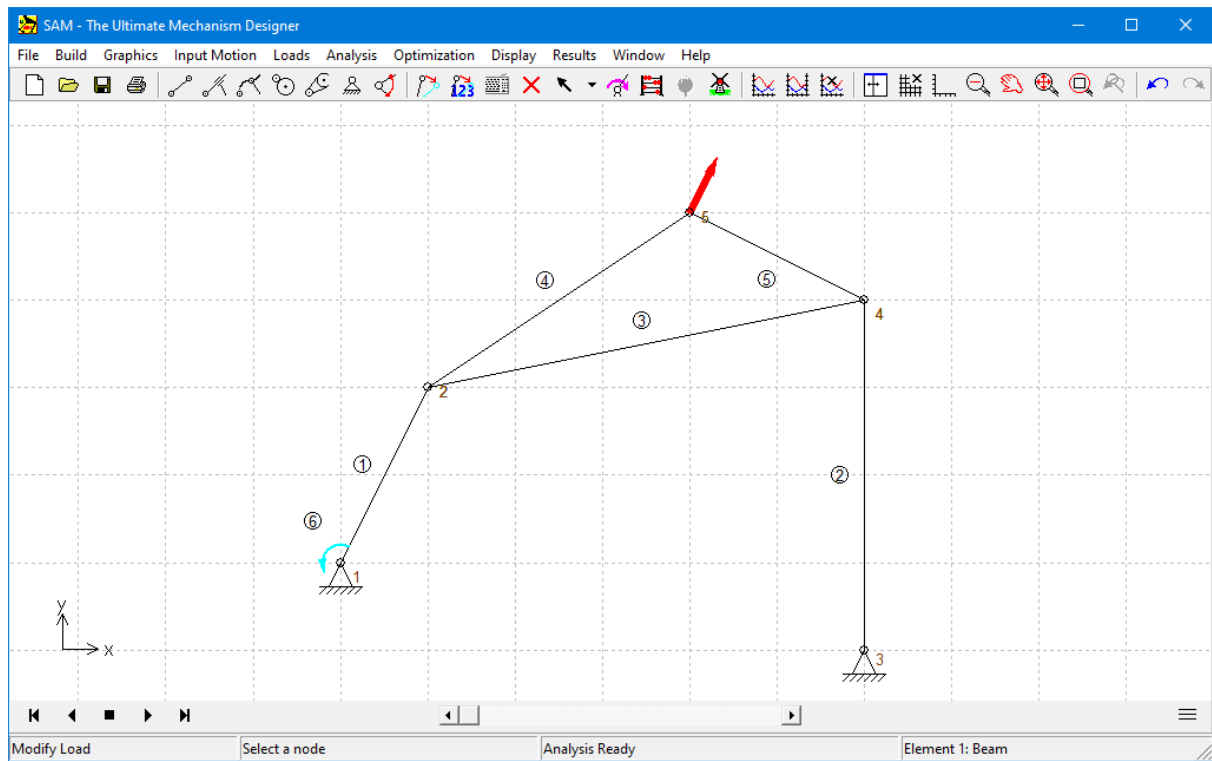 SAM - The Ultimate Mechanism Designer
File Build Graphics Input Motion Loads Analysis Optimization Display Results Window Help
123
5
4
5
3
4
2
1
2
6
1
y
x
3
Modify Load Select a node Analysis Ready Element 1: Beam